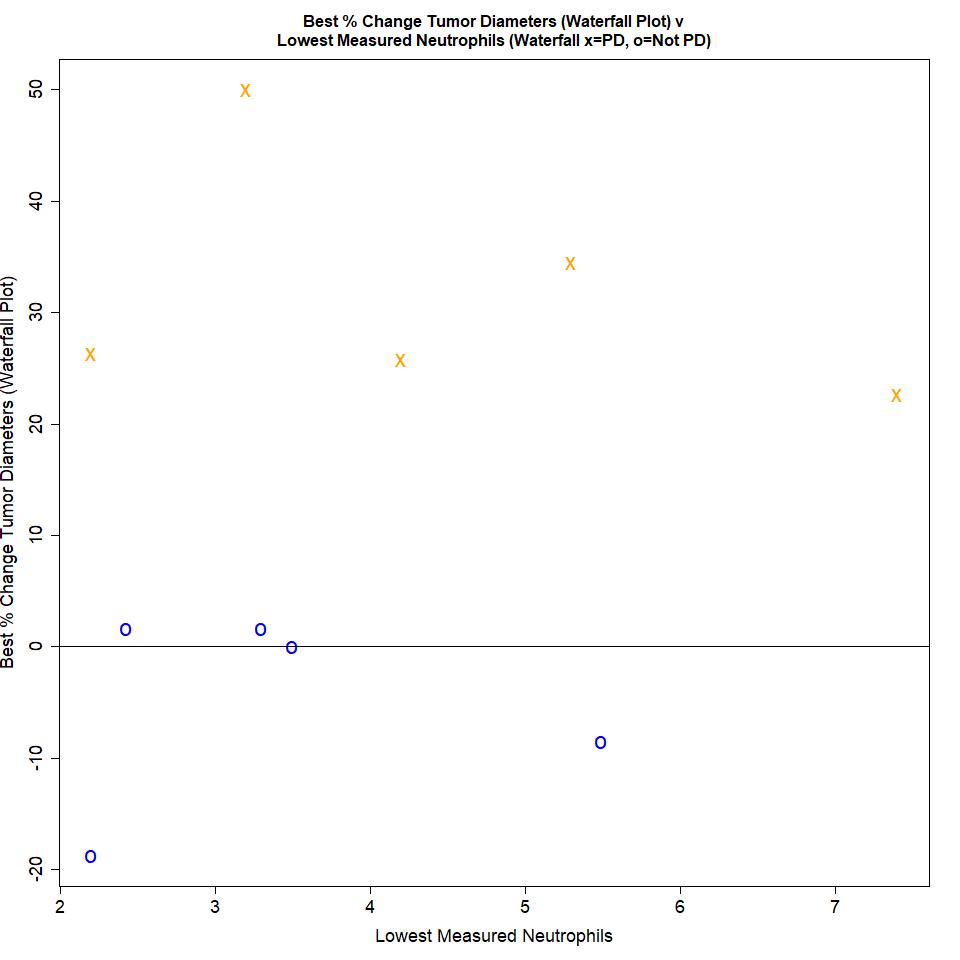 Best % Change Tumor Diameters (Waterfall Plot) v
Lowest Measured Neutrophils (Waterfall x=PD, o=Not PD)
Best % Change Tumor Diameters (Waterfall Plot)
50
40
30
20
10
0
-10
-20
x
x
x
x
x
o
o
o
o
o
2 3 4 5 6 7
Lowest Measured Neutrophils